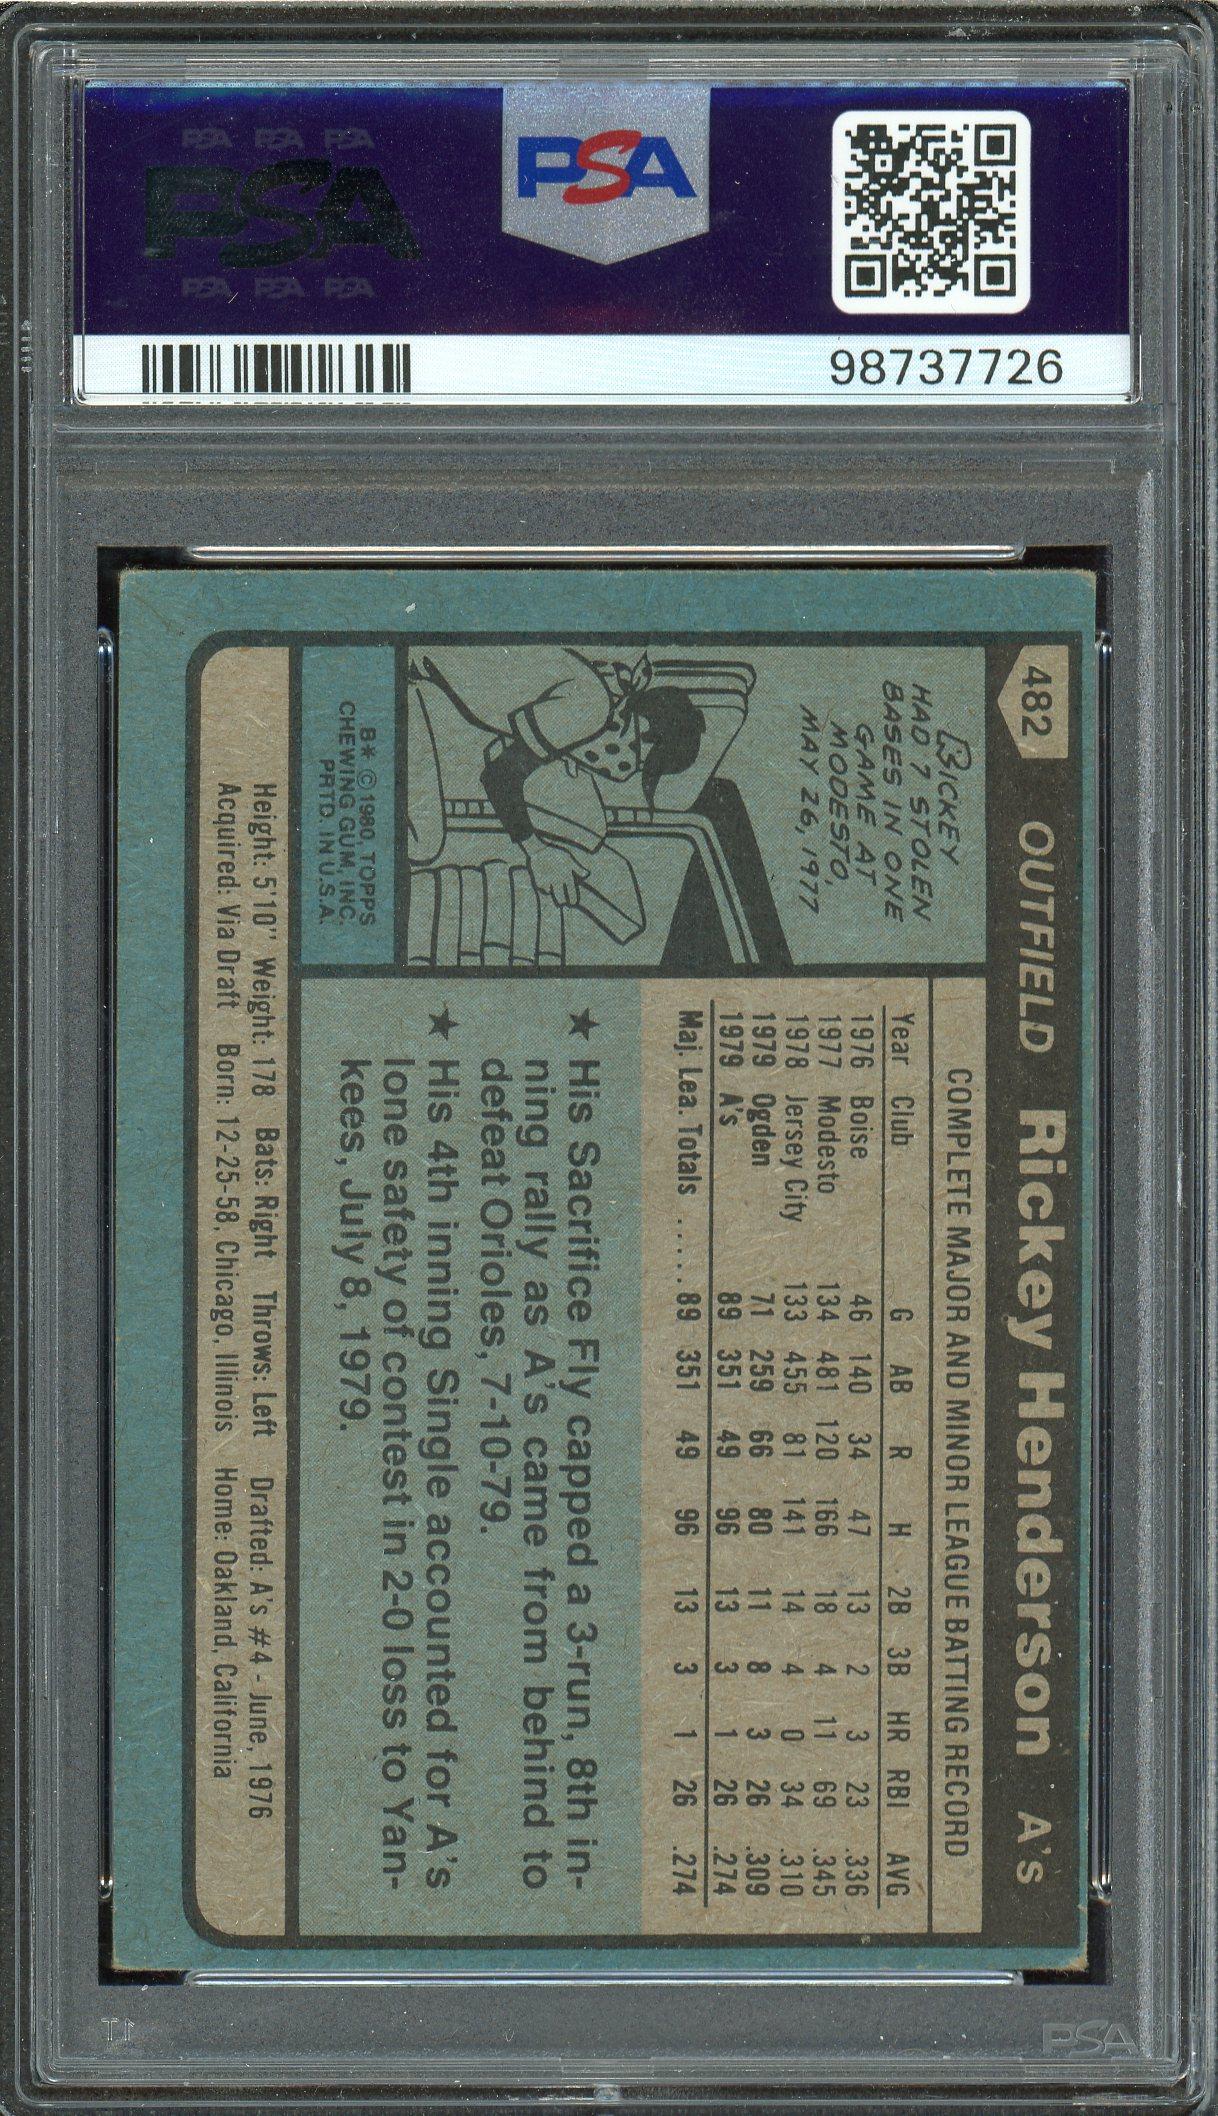 PSA PSA PSA
PSA
PSA PSA PSA
PSA
98737726
482 OUTFIELD Rickey Henderson A's
RICKEY
HAD 7 STOLEN
BASES IN ONE
GAME AT
MODESTO,
MAY 26, 1977
B* © 1980, TOPPS
CHEWING GUM, INC.
PRTD. IN U.S.A.
COMPLETE MAJOR AND MINOR LEAGUE BATTING RECORD
Year Club G AB R H 2B 3B HR RBI AVG
1976 Boise 46 140 34 47 13 2 3 23 .336
1977 Modesto 134 481 120 166 18 4 11 69 .345
1978 Jersey City 133 455 81 141 14 4 0 34 .310
1979 Ogden 71 259 66 80 11 8 3 26 .309
1979 A's 89 351 49 96 13 3 1 26 .274
Maj. Lea. Totals ...... 89 351 49 96 13 3 1 26 .274
★ His Sacrifice Fly capped a 3-run, 8th in-
ning rally as A's came from behind to
defeat Orioles, 7-10-79.
★ His 4th inning Single accounted for A's
lone safety of contest in 2-0 loss to Yan-
kees, July 8, 1979.
Height: 5'10" Weight: 178 Bats: Right Throws: Left Drafted: A's #4 - June, 1976
Acquired: Via Draft Born: 12-25-58, Chicago, Illinois Home: Oakland, California
PSA